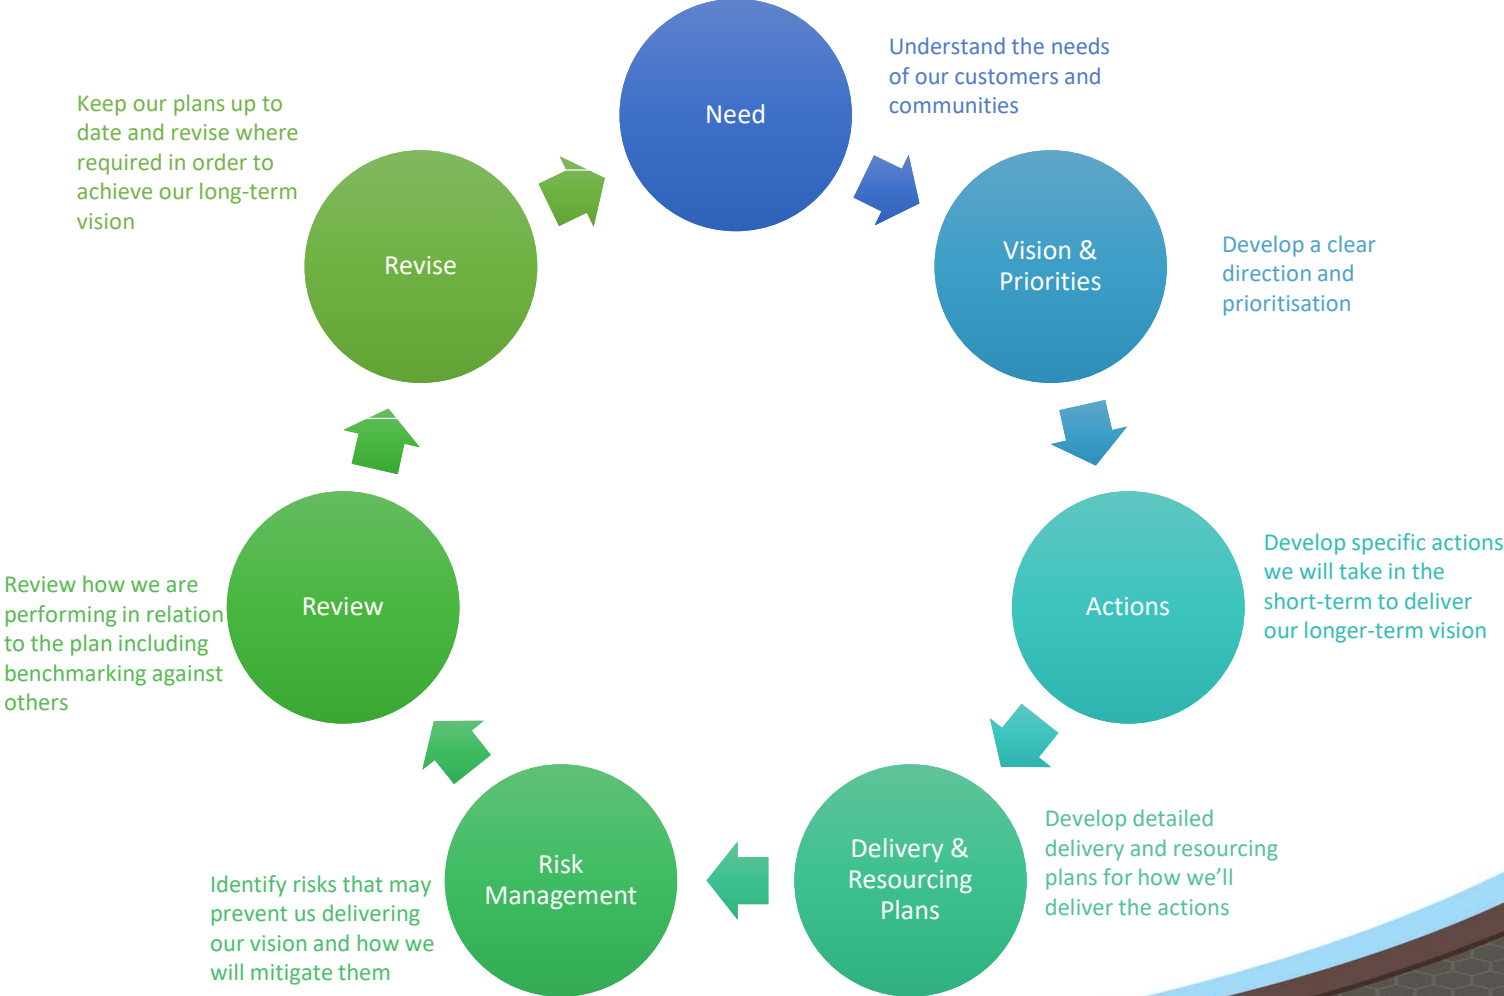 Need
Understand the needs
of our customers and
communities
Vision &
Priorities
Develop a clear
direction and
prioritisation
Actions
Develop specific actions
we will take in the
short-term to deliver
our longer-term vision
Delivery &
Resourcing
Plans
Develop detailed
delivery and resourcing
plans for how we’ll
deliver the actions
Risk
Management
Identify risks that may
prevent us delivering
our vision and how we
will mitigate them
Review
Review how we are
performing in relation
to the plan including
benchmarking against
others
Revise
Keep our plans up to
date and revise where
required in order to
achieve our long-term
vision